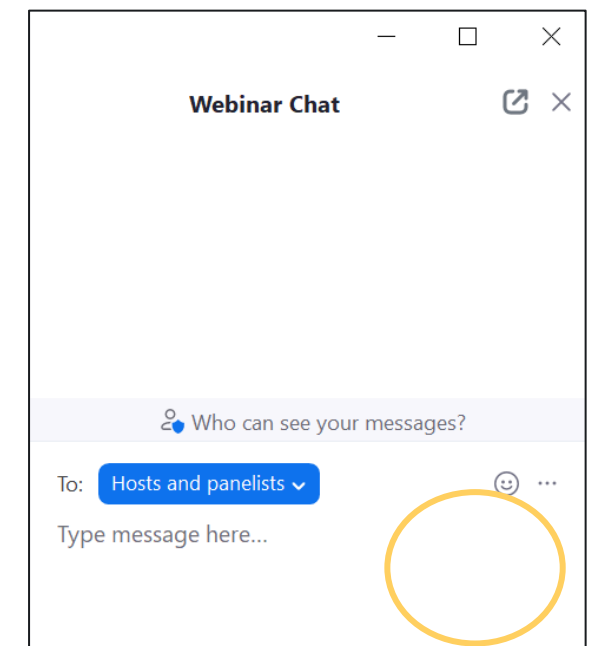 Webinar Chat
Who can see your messages?
To: Hosts and panelists
Type message here...